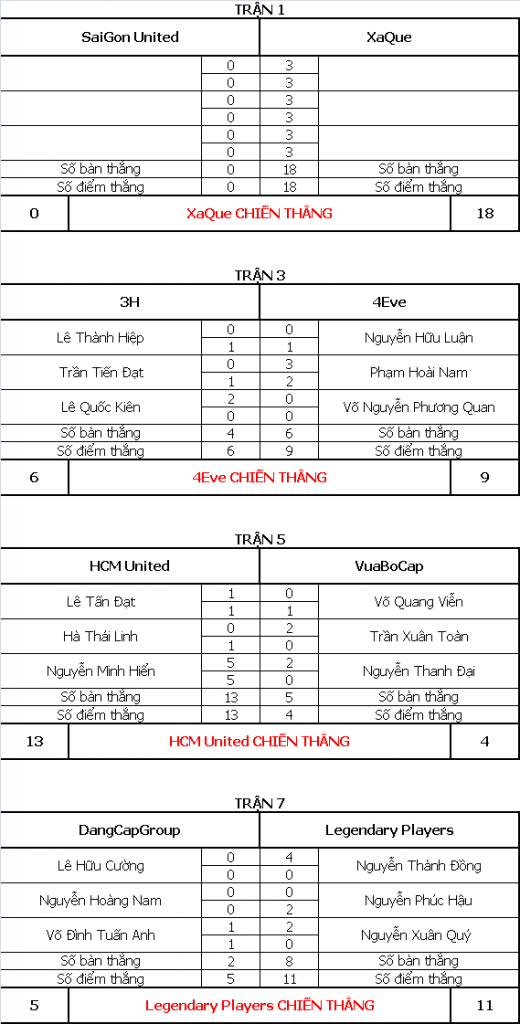 TRẬN 1
SaiGon United XaQue
0 3
0 3
0 3
0 3
0 3
0 3
Số bàn thắng 0 18 Số bàn thắng
Số điểm thắng 0 18 Số điểm thắng
0 XaQue CHIẾN THẮNG 18
TRẬN 3
3H 4Eve
Lê Thành Hiệp 0 0 Nguyễn Hữu Luận
1 1
Trần Tiến Đạt 0 3 Phạm Hoài Nam
1 2
Lê Quốc Kiên 2 0 Võ Nguyễn Phương Quan
0 0
Số bàn thắng 4 6 Số bàn thắng
Số điểm thắng 6 9 Số điểm thắng
6 4Eve CHIẾN THẮNG 9
TRẬN 5
HCM United VuaBoCap
Lê Tấn Đạt 1 0 Võ Quang Viễn
1 1
Hà Thái Linh 0 2 Trần Xuân Toàn
1 0
Nguyễn Minh Hiển 5 2 Nguyễn Thanh Đại
5 0
Số bàn thắng 13 5 Số bàn thắng
Số điểm thắng 13 4 Số điểm thắng
13 HCM United CHIẾN THẮNG 4
TRẬN 7
DangCapGroup Legendary Players
Lê Hữu Cường 0 4 Nguyễn Thành Đồng
0 0
Nguyễn Hoàng Nam 0 0 Nguyễn Phúc Hậu
0 2
Võ Đình Tuấn Anh 1 2 Nguyễn Xuân Quý
1 0
Số bàn thắng 2 8 Số bàn thắng
Số điểm thắng 5 11 Số điểm thắng
5 Legendary Players CHIẾN THẮNG 11